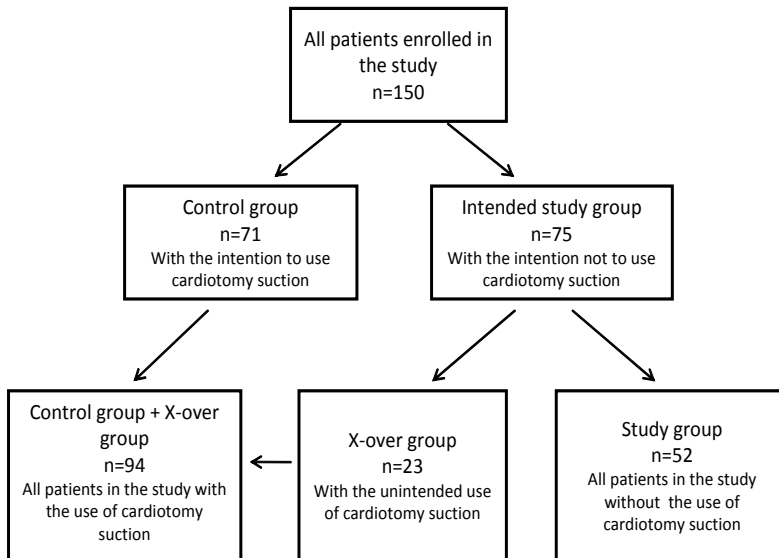 All patients enrolled in
the study
n=150
Control group
n=71
With the intention to use
cardiotomy suction
Intended study group
n=75
With the intention not to use
cardiotomy suction
Control group + X-over
group
n=94
All patients in the study with
the use of cardiotomy
suction
X-over group
n=23
With the unintended use
of cardiotomy suction
Study group
n=52
All patients in the study
without the use of
cardiotomy suction